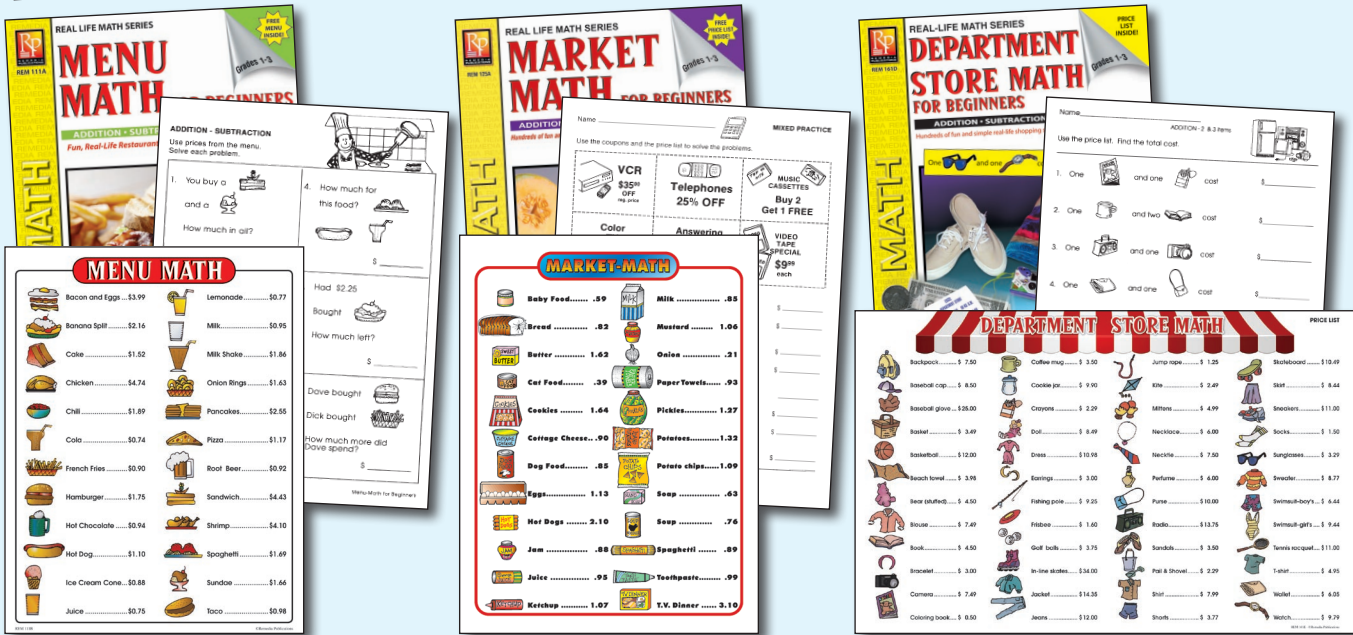 REAL LIFE MATH SERIES
FREE
MENU
INSIDE!
REM 111A
MENU
MATH
FOR BEGINNERS
Grades 1-3
Fun, Real-Life Restauran
MATH
ADDITION - SUBTRACTION
Use prices from the menu.
Solve each problem.
1. You buy a
and a
How much in all?
4. How much for
this food?
$
Had $2.25
Bought
How much left?
$
Dave bought
Dick bought
How much more did
Dave spend?
$
Menu-Math for Beginners
MENU MATH
Bacon and Eggs ... $3.99
Banana Split ........ $2.16
Cake ........ $1.52
Chicken ........ $4.74
Chili ........ $1.89
Cola ........ $0.74
French Fries ........ $0.90
Hamburger ........ $1.75
Hot Chocolate ..... $0.94
Hot Dog ........ $1.10
Ice Cream Cone... $0.88
Juice ........ $0.75
Lemonade ........ $0.77
Milk ........ $0.95
Milk Shake ........ $1.86
Onion Rings ........ $1.63
Pancakes ........ $2.55
Pizza ........ $1.17
Root Beer ........ $0.92
Sandwich ........ $4.43
Shrimp ........ $4.10
Spaghetti ........ $1.69
Sundae ........ $1.66
Taco ........ $0.98
REAL LIFE MATH SERIES
FREE
PRICE LIST
INSIDE!
MARKET
MATH
FOR BEGINNERS
Grades 1-3
ADDITION
MATH
Name
MIXED PRACTICE
Use the coupons and the price list to solve the problems.
VCR
$35
OFF
reg. price
Telephones
25% OFF
MUSIC
CASSETTES
Buy 2
Get 1 FREE
Color
Answering
VIDEO
TAPE
SPECIAL
$9
each
$
$
$
$
$
$
$
MARKET-MATH
Baby Food..... .59
Bread ........ .82
Butter ........ 1.62
Cat Food....... .39
Cookies ........ 1.64
Cottage Cheese.. .90
Dog Food........ .85
Eggs........ 1.13
Hot Dogs ....... 2.10
Jam ........ .88
Juice ........ .95
Ketchup ........ 1.07
Milk ........ .85
Mustard ........ 1.06
Onion ........ .21
Paper Towels..... .93
Pickles........ 1.27
Potatoes........ 1.32
Potato chips..... 1.09
Soap ........ .63
Soup ........ .76
Spaghetti ....... .89
Toothpaste....... .99
T.V. Dinner ...... 3.10
REAL-LIFE MATH SERIES
PRICE
LIST
INSIDE!
DEPARTMENT
STORE MATH
FOR BEGINNERS
Grades 1-3
ADDITION • SUBTRACTION
Hundreds of fun and simple real-life shopping
One and one
MATH
Name
ADDITION - 2 & 3 items
Use the price list. Find the total cost.
1. One and one cost $
2. One and two cost $
3. One and one cost $
4. One and one cost $
DEPARTMENT STORE MATH
PRICE LIST
Backpack ..... $ 7.50
Baseball cap ... $ 8.50
Baseball glove ... $25.00
Basket ........ $ 3.49
Basketball ........ $12.00
Beach towel .... $ 3.98
Bear (stuffed) .... $ 4.50
Blouse ........ $ 7.49
Book ........ $ 4.50
Bracelet ........ $ 3.00
Camera ........ $ 7.49
Coloring book ... $ 0.50
Coffee mug ...... $ 3.50
Cookie jar ...... $ 9.90
Crayons ........ $ 2.29
Doll ........ $ 8.49
Dress ........ $10.98
Earrings ........ $ 3.00
Fishing pole ..... $ 9.25
Frisbee ........ $ 1.60
Golf balls ........ $ 3.75
In-line skates ..... $34.00
Jacket ........ $14.35
Jeans ........ $12.00
Jump rope ...... $ 1.25
Kite ........ $ 2.49
Mittens ........ $ 4.99
Necklace ........ $ 6.00
Necktie ........ $ 7.50
Perfume ........ $ 6.00
Purse ........ $10.00
Radio ........ $13.75
Sandals ........ $ 3.50
Pail & Shovel ..... $ 2.29
Shirt ........ $ 7.99
Shorts ........ $ 3.77
Skateboard ..... $10.49
Skirt ........ $ 8.44
Sneakers ........ $11.00
Socks ........ $ 1.50
Sunglasses ...... $ 3.29
Sweater ........ $ 8.77
Swimsuit-boy's ... $ 6.44
Swimsuit-girl's .... $ 9.44
Tennis racquet ... $11.00
T-shirt ........ $ 4.95
Wallet ........ $ 6.05
Watch ........ $ 9.79